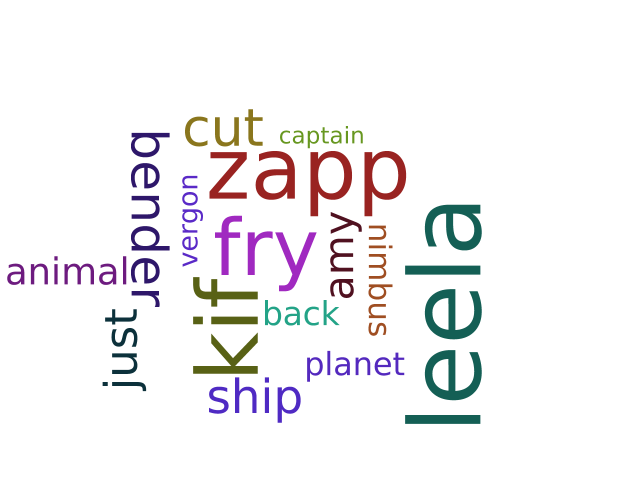 cut
captain
zapp
bender
vergon
fry
amy
nimbus
leela
animal
kif
back
just
planet
ship